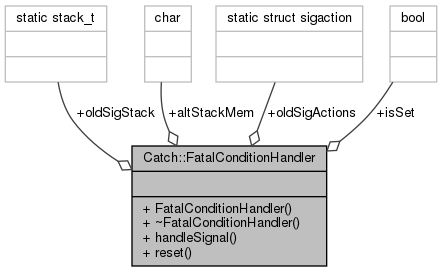 static stack_t
char
static struct sigaction
bool
+oldSigStack
+altStackMem
+oldSigActions
+isSet
Catch::FatalConditionHandler
+ FatalConditionHandler()
+ ~FatalConditionHandler()
+ handleSignal()
+ reset()